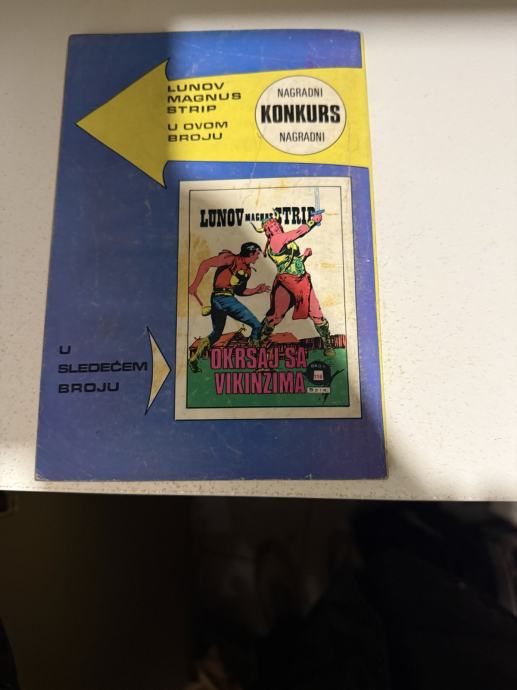 LUNOV
MAGNUS
STRIP
U OVOM
BROJU
NAGRADNI
KONKURS
NAGRADNI
LUNOV MAGNUS STRIP
OKRŠAJ SA
VIKINZIMA
U
SLEDEĆEM
BROJU